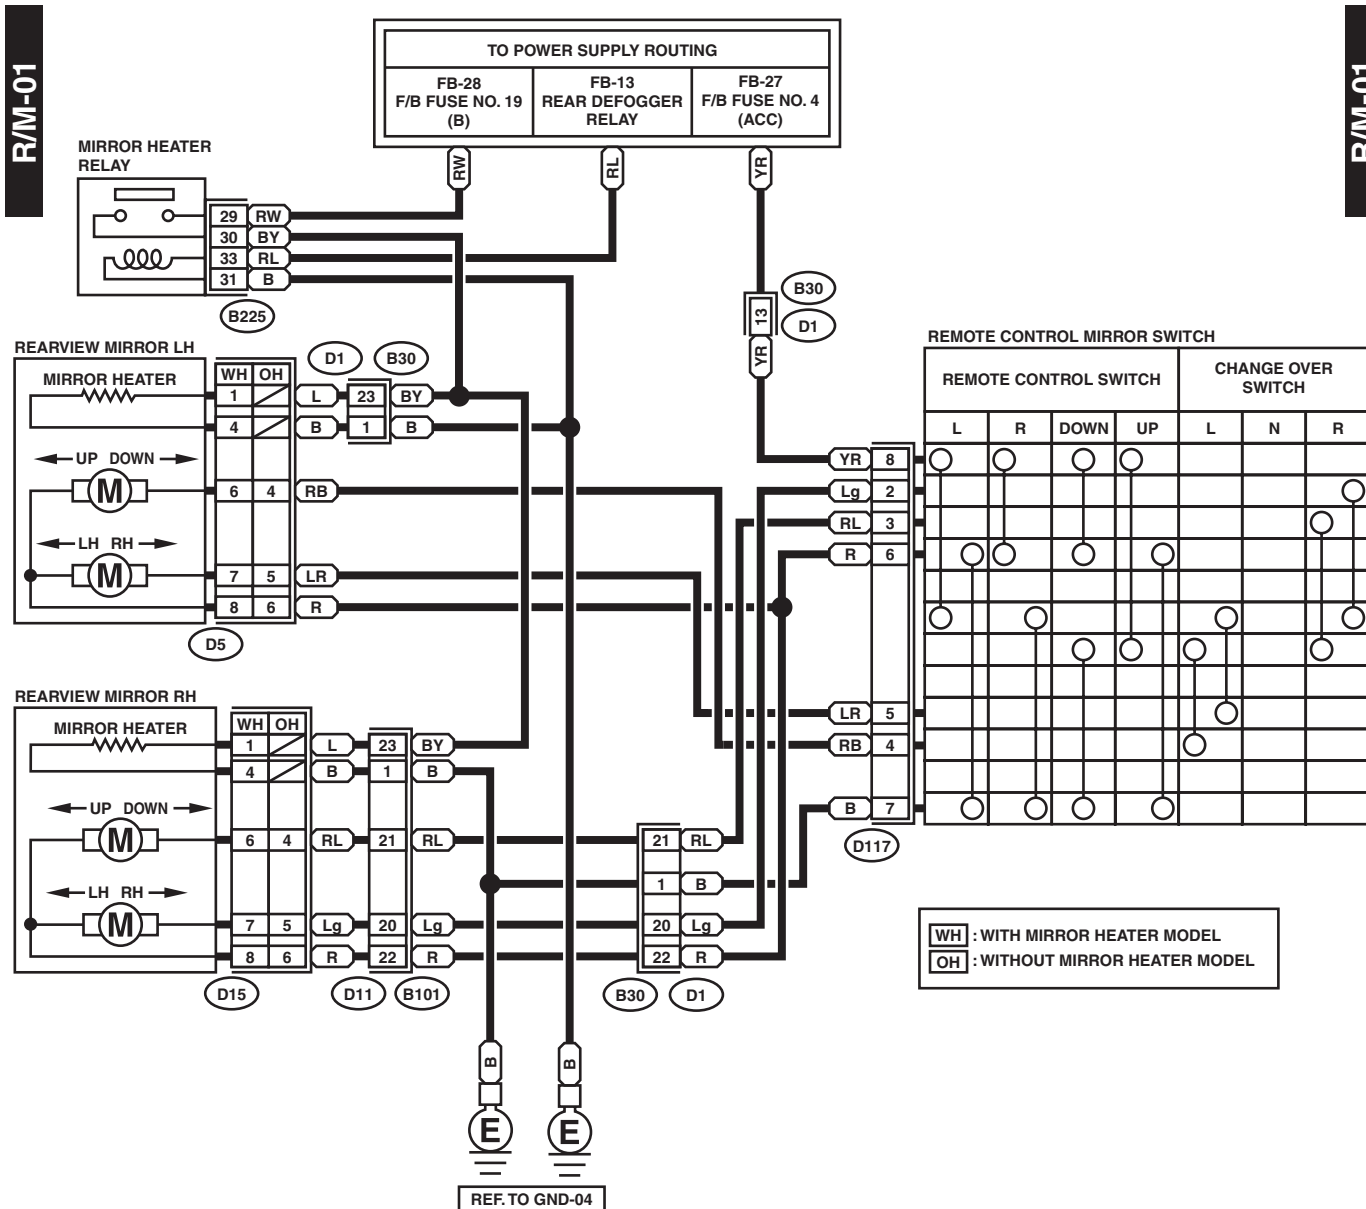 R/M-01
R/M-01
TO POWER SUPPLY ROUTING
FB-28
F/B FUSE NO. 19
(B)
FB-13
REAR DEFOGGER
RELAY
FB-27
F/B FUSE NO. 4
(ACC)
RW
RL
YR
MIRROR HEATER
RELAY
29 RW
30 BY
33 RL
31 B
B225
13
B30
D1
YR
REARVIEW MIRROR LH
MIRROR HEATER
WH OH
D1
B30
1 L 23 BY
4 B 1 B
UP DOWN
M
6 4 RB
LH RH
M
7 5 LR
8 6 R
D5
REMOTE CONTROL MIRROR SWITCH
REMOTE CONTROL SWITCH
CHANGE OVER
SWITCH
L R DOWN UP L N R
YR 8
Lg 2
RL 3
R 6
LR 5
RB 4
B 7
D117
REARVIEW MIRROR RH
MIRROR HEATER
WH OH
1 L 23 BY
4 B 1 B
UP DOWN
M
6 4 RL 21 RL
LH RH
M
7 5 Lg 20 Lg
8 6 R 22 R
D15
D11
B101
21 RL
1 B
20 Lg
22 R
B30
D1
WH : WITH MIRROR HEATER MODEL
OH : WITHOUT MIRROR HEATER MODEL
B
B
E
E
REF. TO GND-04